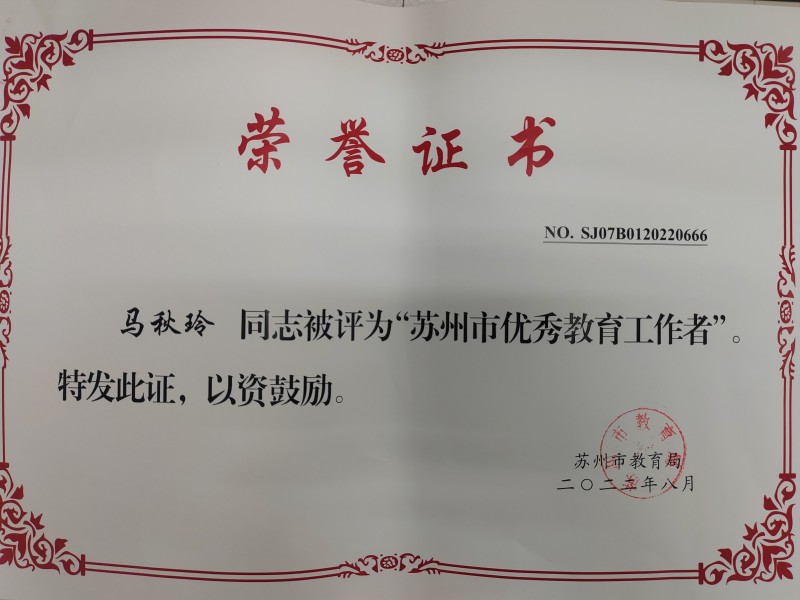 荣誉证书
NO. SJ07B0120220666
马秋玲 同志被评为“苏州市优秀教育工作者”。
特发此证，以资鼓励。
苏州市教育局
二〇二二年八月